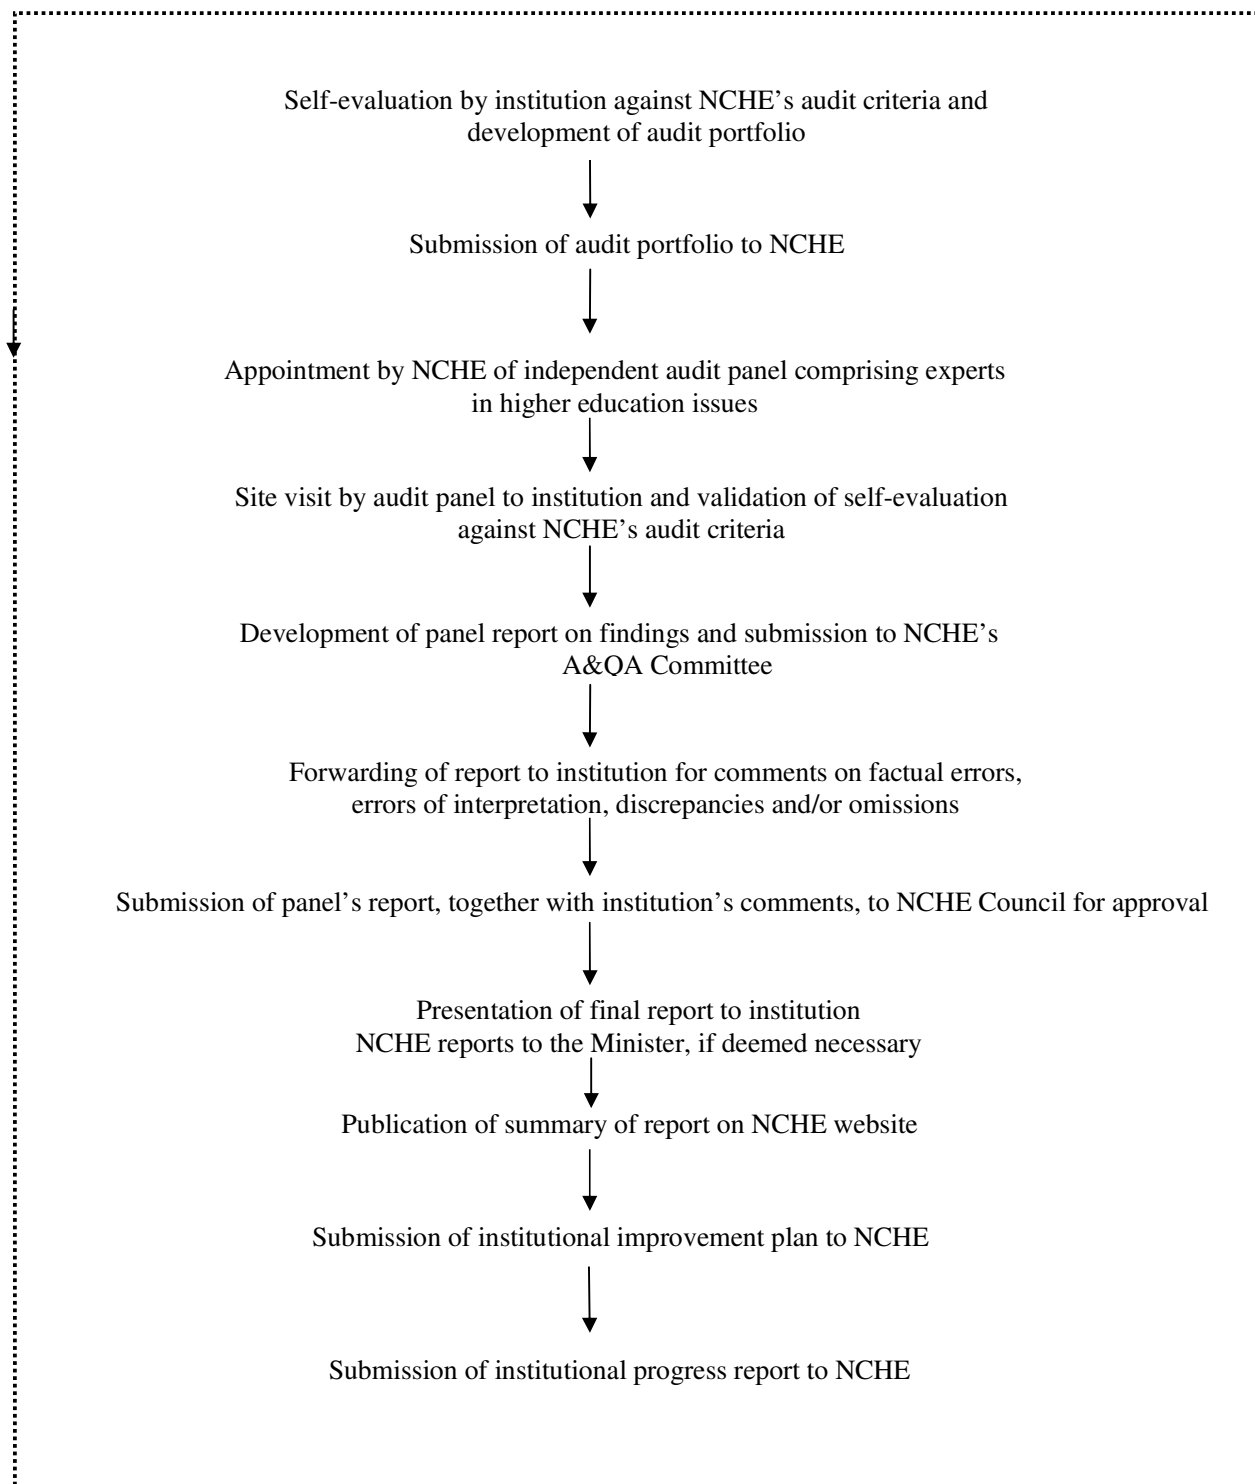 Self-evaluation by institution against NCHE’s audit criteria and
development of audit portfolio
Submission of audit portfolio to NCHE
Appointment by NCHE of independent audit panel comprising experts
in higher education issues
Site visit by audit panel to institution and validation of self-evaluation
against NCHE’s audit criteria
Development of panel report on findings and submission to NCHE’s
A&QA Committee
Forwarding of report to institution for comments on factual errors,
errors of interpretation, discrepancies and/or omissions
Submission of panel’s report, together with institution’s comments, to NCHE Council for approval
Presentation of final report to institution
NCHE reports to the Minister, if deemed necessary
Publication of summary of report on NCHE website
Submission of institutional improvement plan to NCHE
Submission of institutional progress report to NCHE